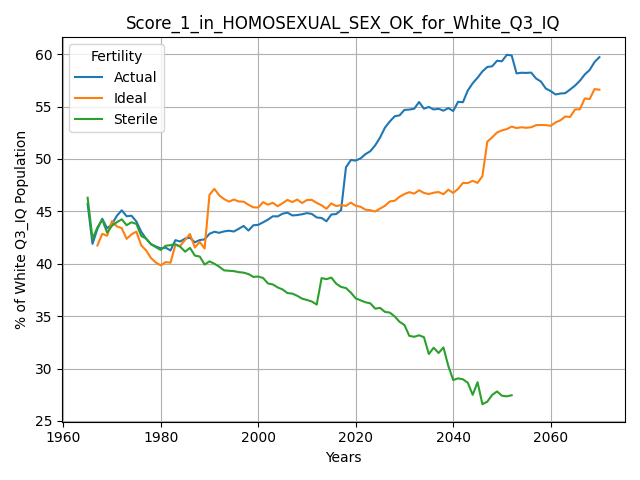 Score_1_in_HOMOSEXUAL_SEX_OK_for_White_Q3_IQ
Fertility
Actual
Ideal
Sterile
% of White Q3_IQ Population
60
55
50
45
40
35
30
25
1960
1980
2000
2020
2040
2060
Years